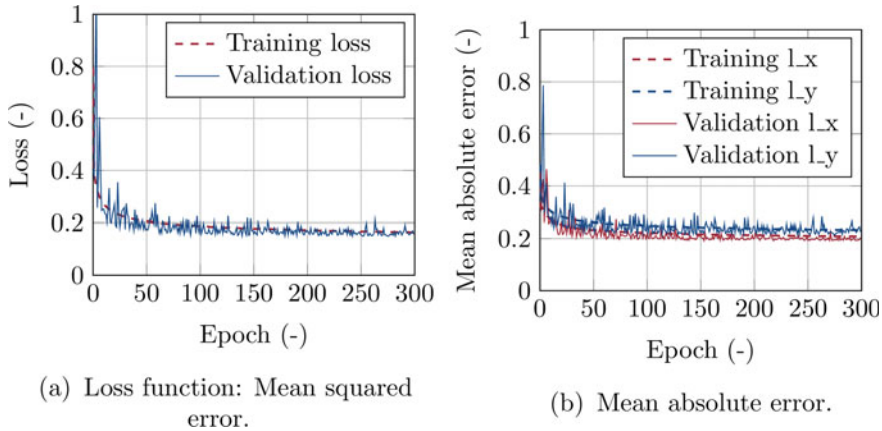 1
0.8
0.6
0.4
0.2
0
0 50 100 150 200 250 300
Loss (-)
Epoch (-)
Training loss
Validation loss
(a) Loss function: Mean squared
error.
1
0.8
0.6
0.4
0.2
0
0 50 100 150 200 250 300
Mean absolute error (-)
Epoch (-)
Training l_x
Training l_y
Validation l_x
Validation l_y
(b) Mean absolute error.